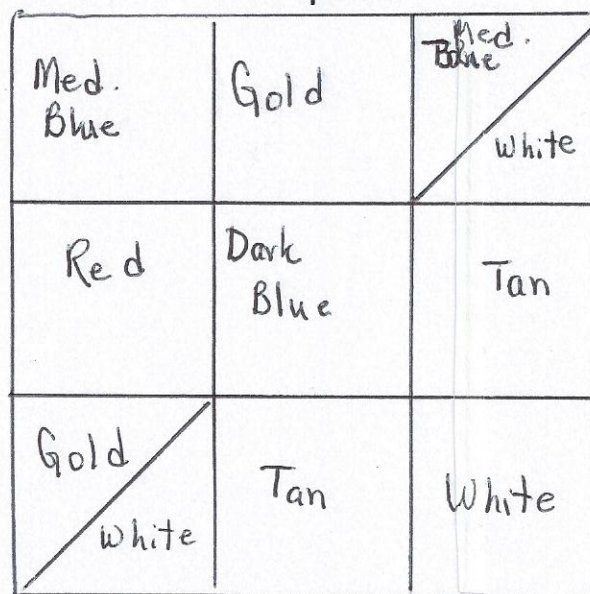 Med.
Blue
Gold
Med.
Blue
White
Red
Dark
Blue
Tan
Gold
White
Tan
White